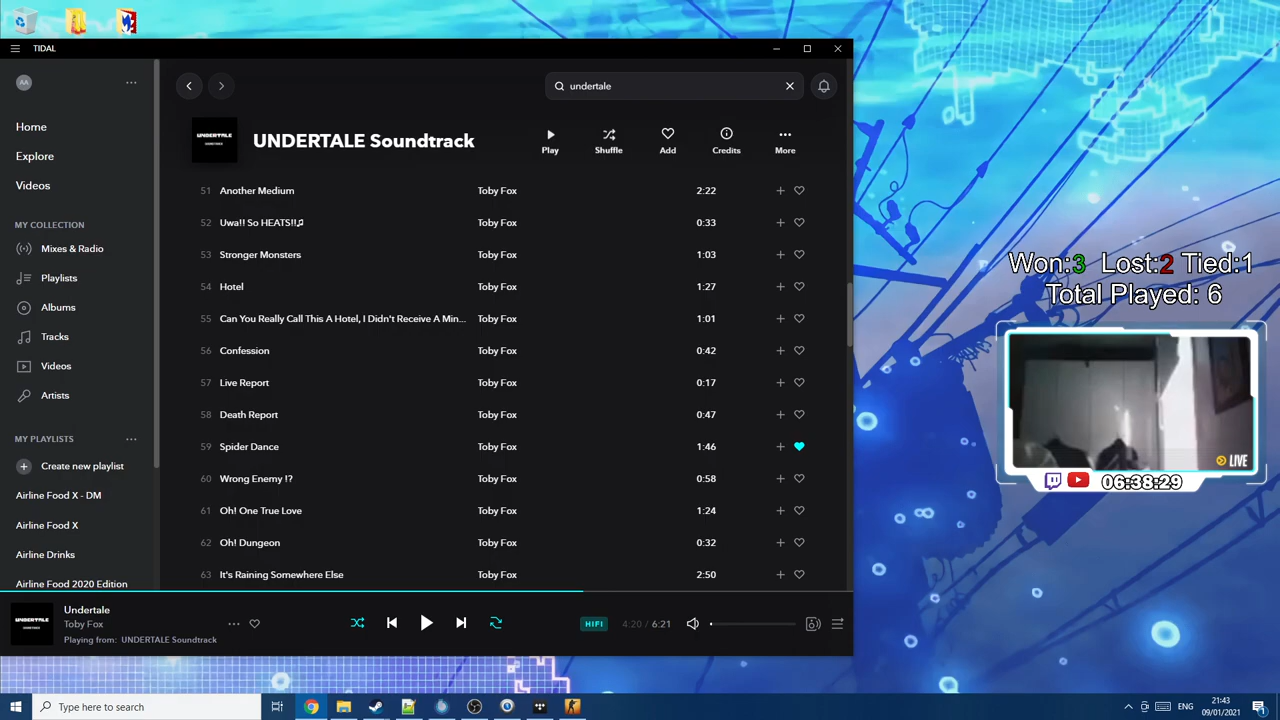 TIDAL
AA
undertale
Home
Explore
Videos
MY COLLECTION
Mixes & Radio
Playlists
Albums
Tracks
Videos
Artists
MY PLAYLISTS
Create new playlist
Airline Food X - DM
Airline Food X
Airline Drinks
Airline Food 2020 Edition
UNDERTALE
UNDERTALE Soundtrack
Play
Shuffle
Add
Credits
More
51 Another Medium Toby Fox 2:22
52 Uwa!! So HEATS!!♫ Toby Fox 0:33
53 Stronger Monsters Toby Fox 1:03
54 Hotel Toby Fox 1:27
55 Can You Really Call This A Hotel, I Didn't Receive A Min... Toby Fox 1:01
56 Confession Toby Fox 0:42
57 Live Report Toby Fox 0:17
58 Death Report Toby Fox 0:47
59 Spider Dance Toby Fox 1:46
60 Wrong Enemy !? Toby Fox 0:58
61 Oh! One True Love Toby Fox 1:24
62 Oh! Dungeon Toby Fox 0:32
63 It's Raining Somewhere Else Toby Fox 2:50
UNDERTALE
Undertale
Toby Fox
Playing from: UNDERTALE Soundtrack
HIFI
4:20 / 6:21
Won:3 Lost:2 Tied:1
Total Played: 6
LIVE
06:38:29
Type here to search
ENG
21:43
09/01/2021
1